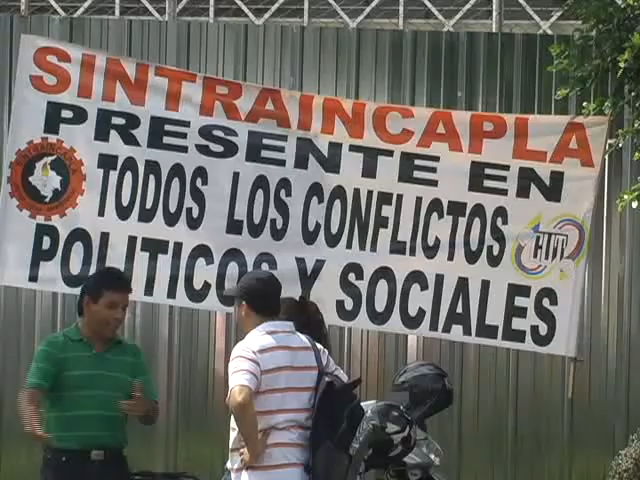 SINTRAINCAPLA
PRESENTE EN
TODOS LOS CONFLICTOS
POLITICOS Y SOCIALES
CUT